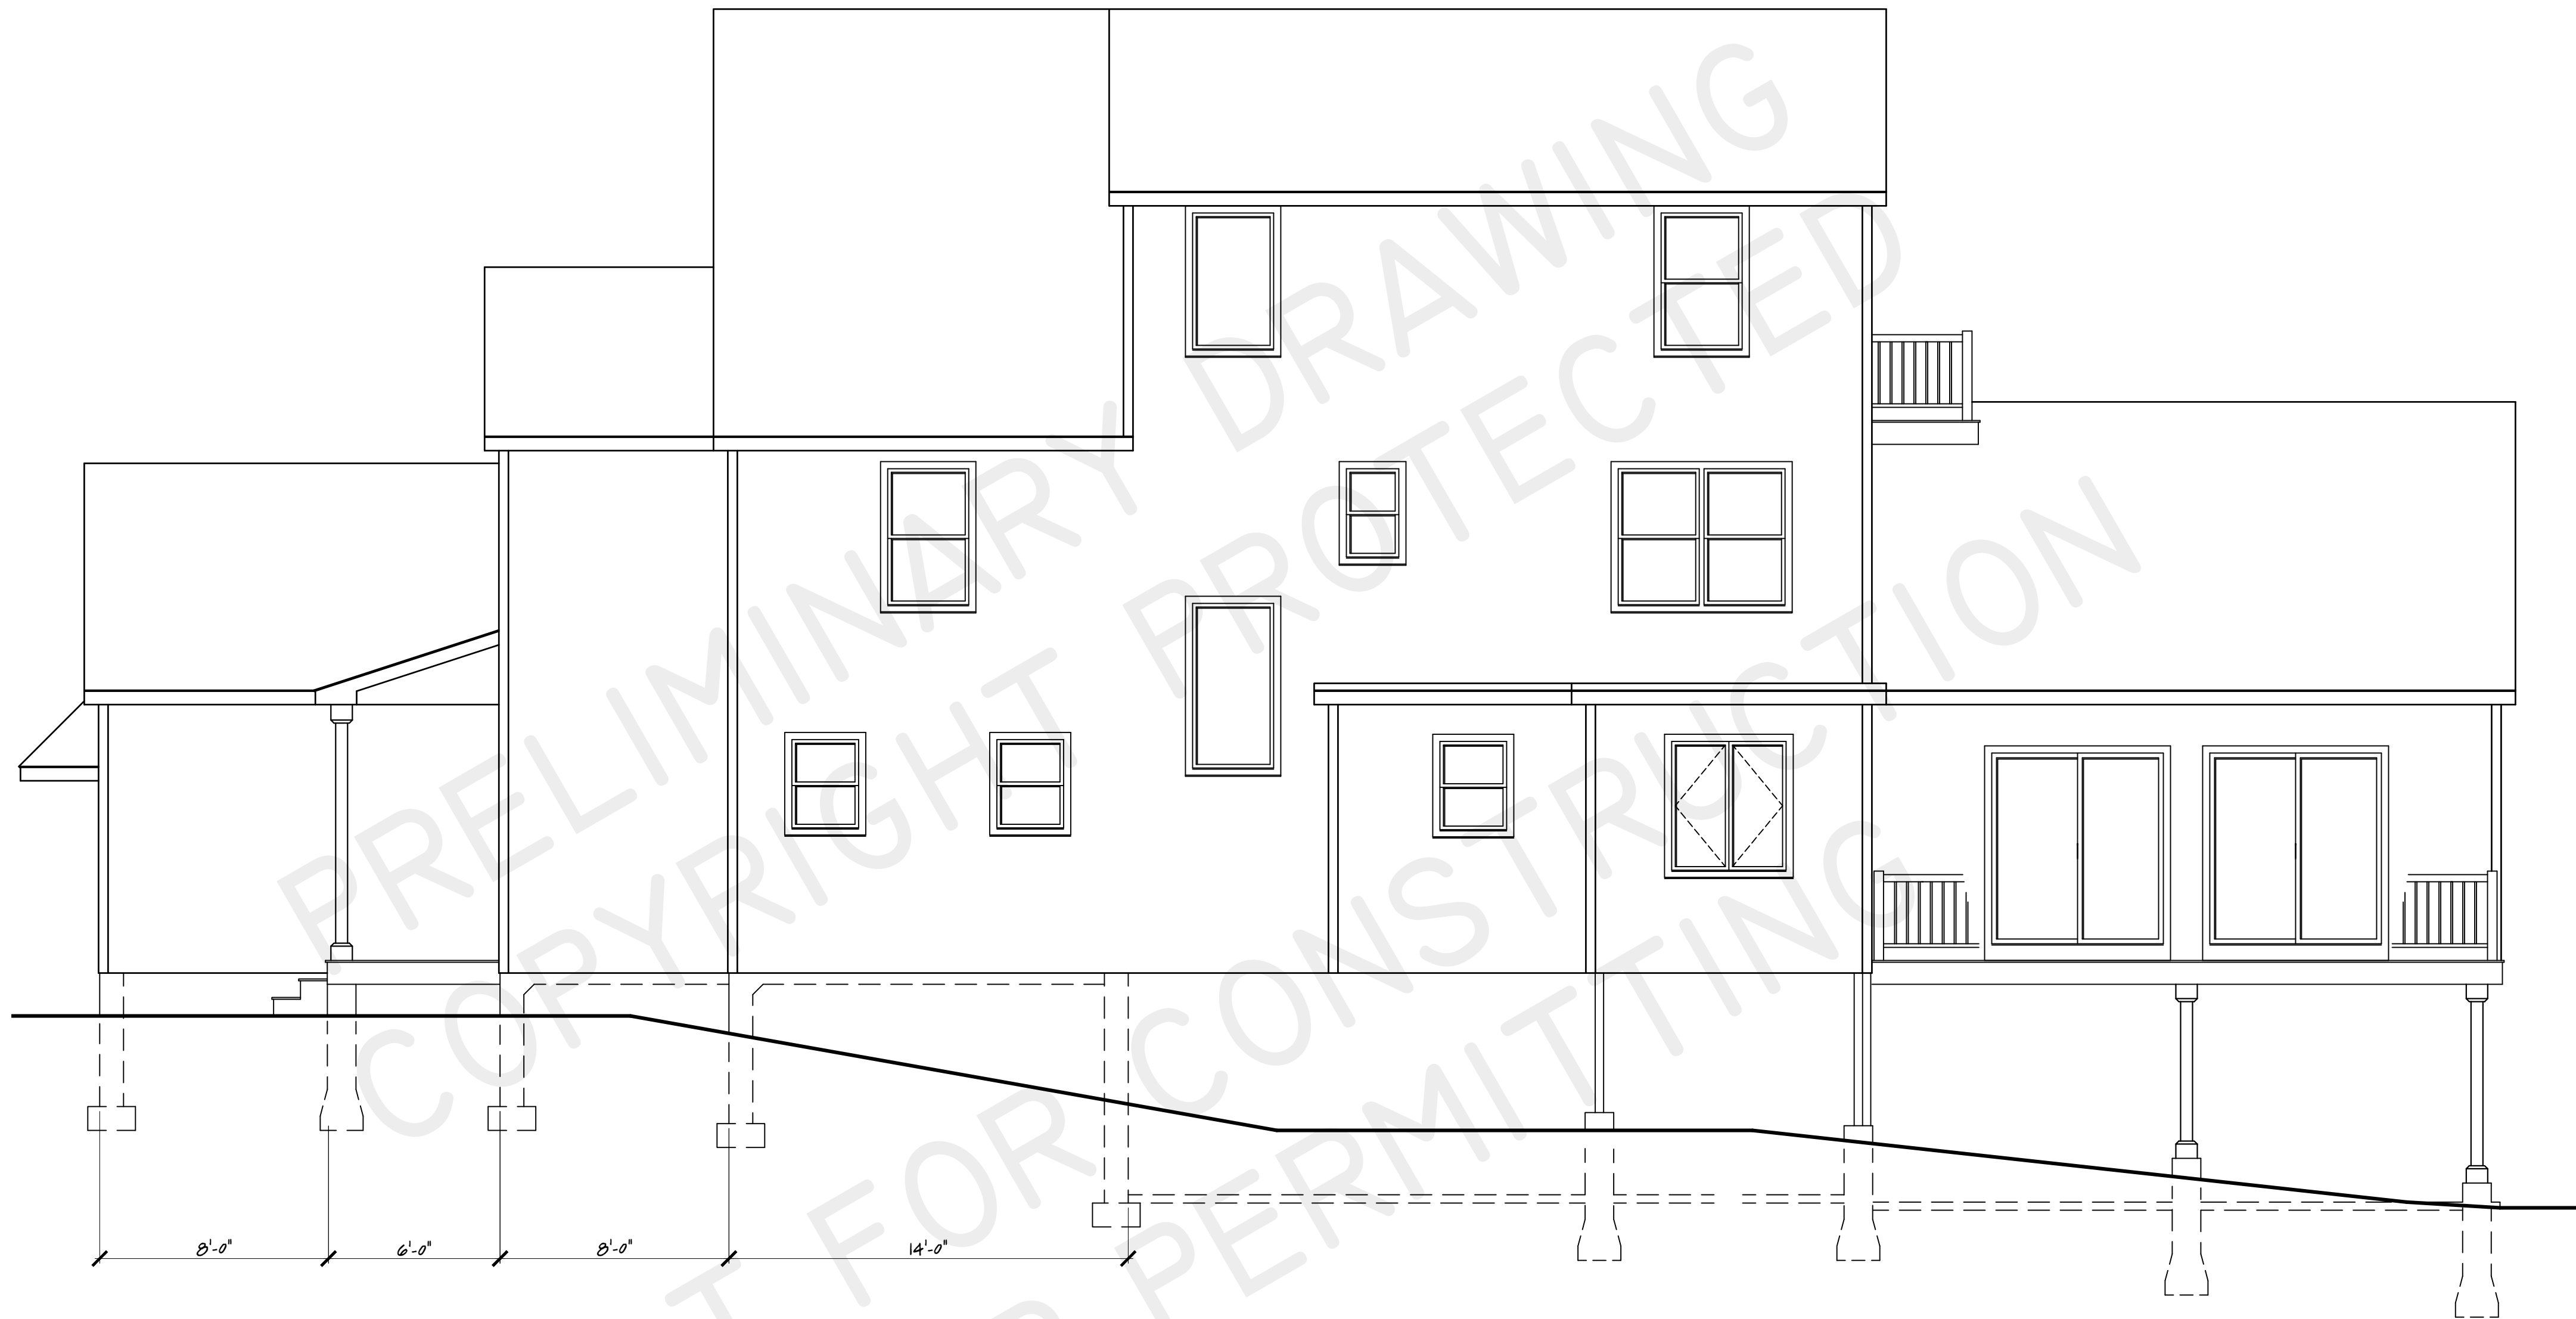 PRELIMINARY DRAWING
COPYRIGHT PROTECTED
T FOR CONSTRUCTION
R PERMITTING
8'-0" 6'-0" 8'-0" 14'-0"